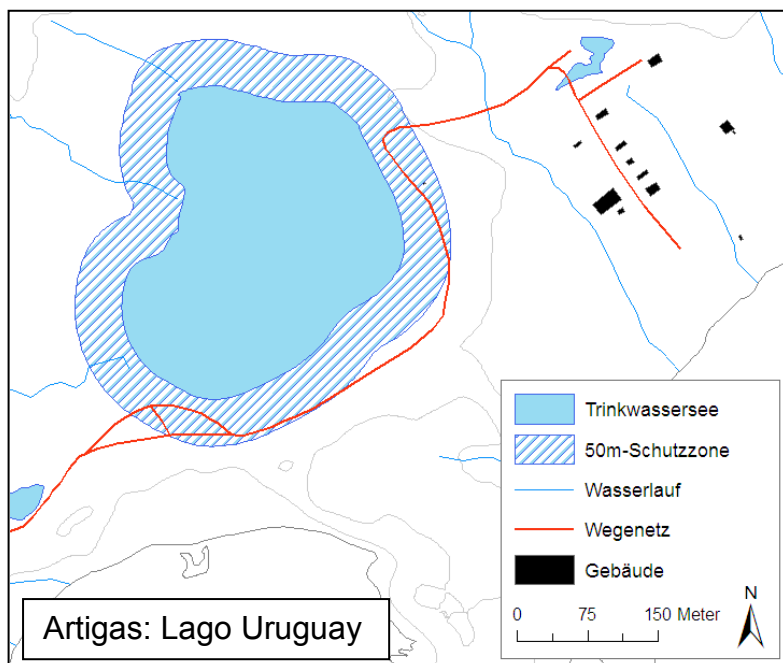 Trinkwassersee
50m-Schutzzone
Wasserlauf
Wegenetz
Gebäude
N
0 75 150 Meter
Artigas: Lago Uruguay